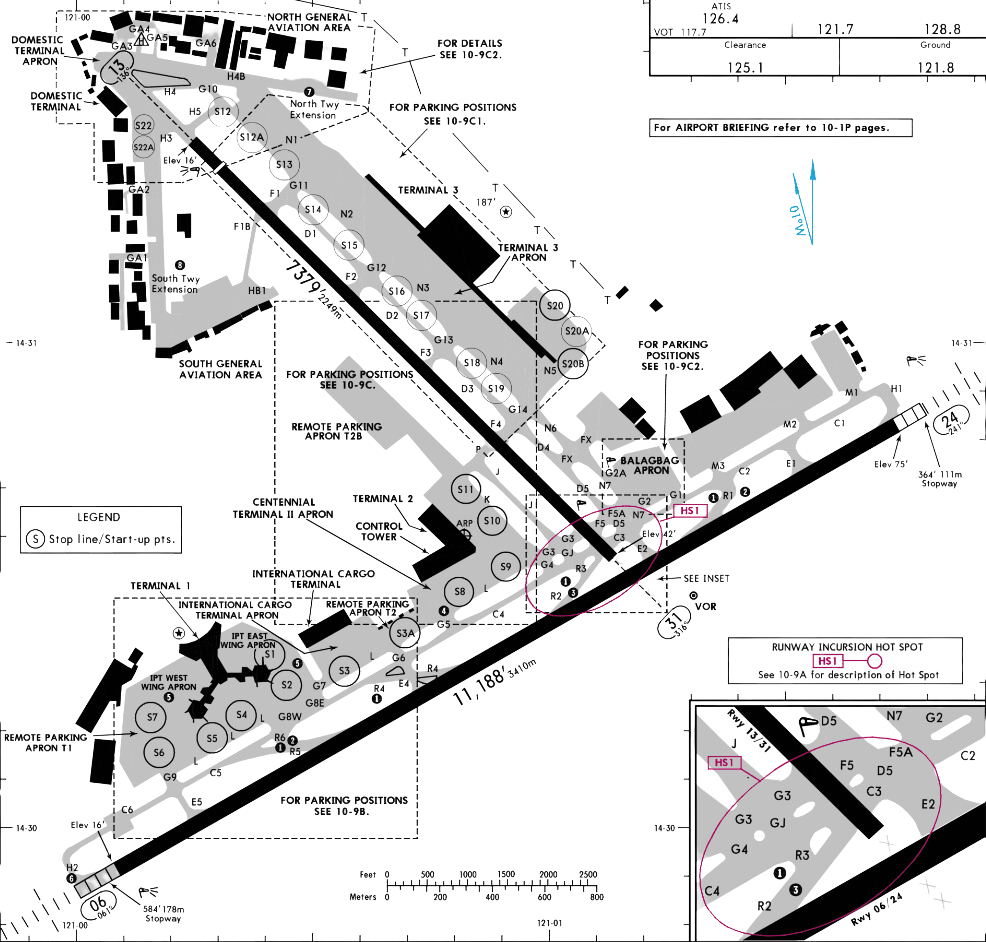 ATIS
126.4
VOT 117.7
121.7
128.8
Clearance
Ground
125.1
121.8
For AIRPORT BRIEFING refer to 10-1P pages.
121-00
NORTH GENERAL
AVIATION AREA
GA4
GA3
GA5
GA6
DOMESTIC
TERMINAL
APRON
T
FOR DETAILS
SEE 10-9C2.
13
136°
H4B
H4
G10
7
North Twy
Extension
DOMESTIC
TERMINAL
H5
S12
FOR PARKING POSITIONS
SEE 10-9C1.
S22
S22A
H3
S12A
N1
Elev 16'
S13
T
T
T
T
GA2
F1
G11
S14
N2
TERMINAL 3
187'
F1B
D1
S15
TERMINAL 3
APRON
GA1
8
South Twy
Extension
7379' 2249m
F2
G12
HB1
S16
N3
D2
S17
S20
S20A
S20B
14-31
14-31
G13
F3
S18
N4
D3
S19
N5
SOUTH GENERAL
AVIATION AREA
FOR PARKING POSITIONS
SEE 10-9C.
FOR PARKING
POSITIONS
SEE 10-9C2.
G14
F4
M1
H1
24
241°
REMOTE PARKING
APRON T2B
N6
D4
FX
FX
M2
C1
P
J
G2A
BALAGBAG
APRON
M3
C2
E1
Elev 75'
364' 111m
Stopway
S11
K
D5
N7
G2
G1
1
R1
2
CENTENNIAL
TERMINAL II APRON
TERMINAL 2
CONTROL
TOWER
ARP
S10
F5A
F5
D5
N7
HS1
LEGEND
S Stop line/Start-up pts.
G3
C3
Elev 42'
E2
G3
GJ
G4
R3
1
3
R2
S9
SEE INSET
VOR
31
316°
TERMINAL 1
INTERNATIONAL CARGO
TERMINAL
S8
L
C4
INTERNATIONAL CARGO
TERMINAL APRON
REMOTE PARKING
APRON T2
4
G5
IPT EAST
WING APRON
S3A
S1
5
L
G6
R4
IPT WEST
WING APRON
5
S2
S3
G7
R4
1
E4
11,188' 3410m
S7
S4
L
G8E
G8W
REMOTE PARKING
APRON T1
S6
S5
L
R6
1
2
R5
L
G9
C5
E5
C6
FOR PARKING POSITIONS
SEE 10-9B.
Elev 16'
H2
6
06
061°
584' 178m
Stopway
Feet 0 500 1000 1500 2000 2500
Meters 0 200 400 600 800
121-00
121-01
14-30
RUNWAY INCURSION HOT SPOT
HS1
See 10-9A for description of Hot Spot
Rwy 13/31
D5
N7
G2
J
HS1
F5
F5A
D5
C2
G3
C3
E2
G3
GJ
G4
R3
1
3
C4
R2
Rwy 06/24